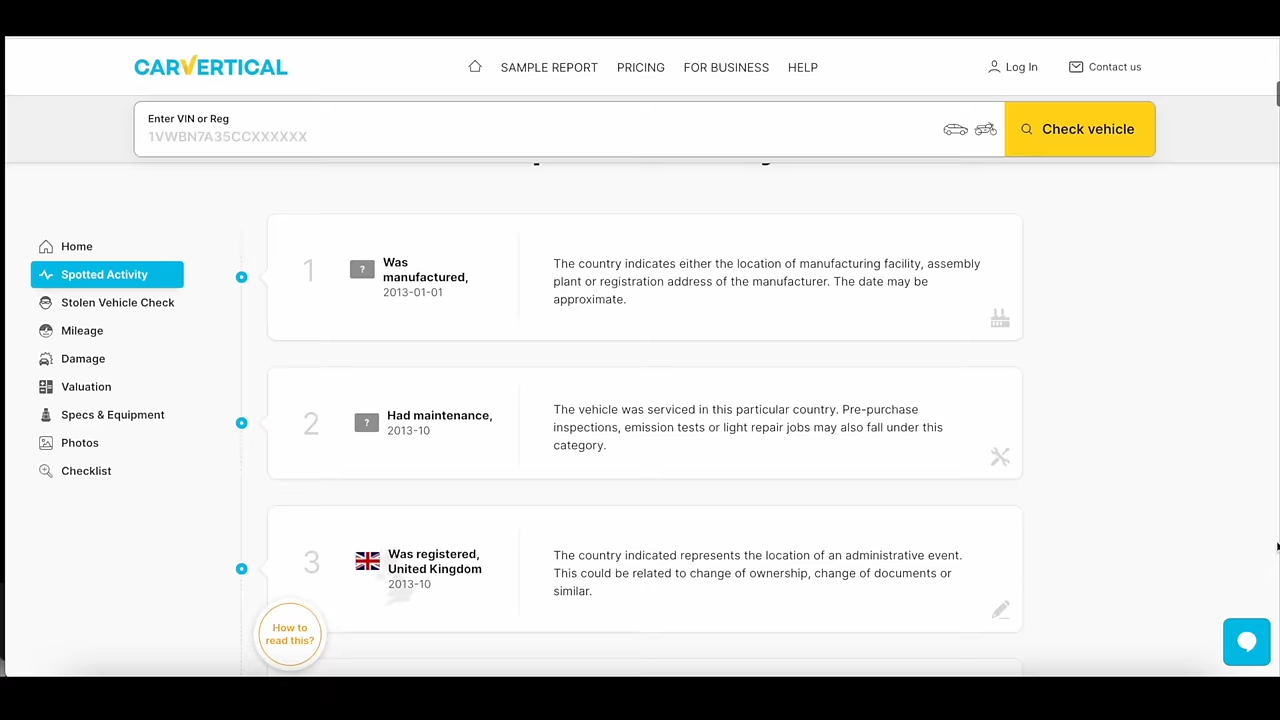 CARVERTICAL
SAMPLE REPORT
PRICING
FOR BUSINESS
HELP
Log In
Contact us
Enter VIN or Reg
1VWBN7A35CCXXXXXX
Check vehicle
Home
Spotted Activity
Stolen Vehicle Check
Mileage
Damage
Valuation
Specs & Equipment
Photos
Checklist
1
?
Was
manufactured,
2013-01-01
The country indicates either the location of manufacturing facility, assembly
plant or registration address of the manufacturer. The date may be
approximate.
2
?
Had maintenance,
2013-10
The vehicle was serviced in this particular country. Pre-purchase
inspections, emission tests or light repair jobs may also fall under this
category.
3
Was registered,
United Kingdom
2013-10
The country indicated represents the location of an administrative event.
This could be related to change of ownership, change of documents or
similar.
How to
read this?